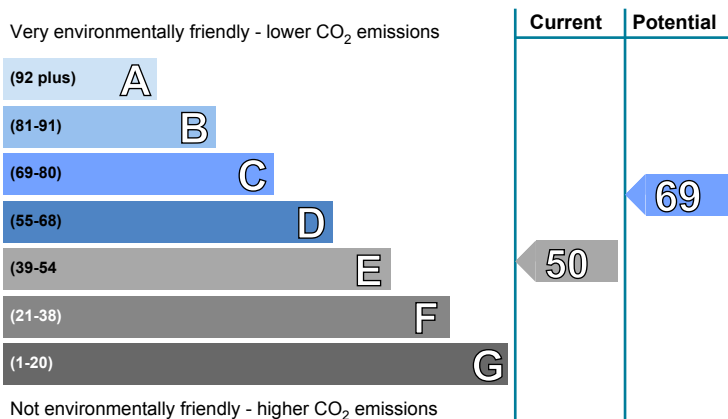 Current Potential
Very environmentally friendly - lower CO2 emissions
(92 plus) A
(81-91) B
(69-80) C
69
(55-68) D
(39-54 E
50
(21-38) F
(1-20) G
Not environmentally friendly - higher CO2 emissions